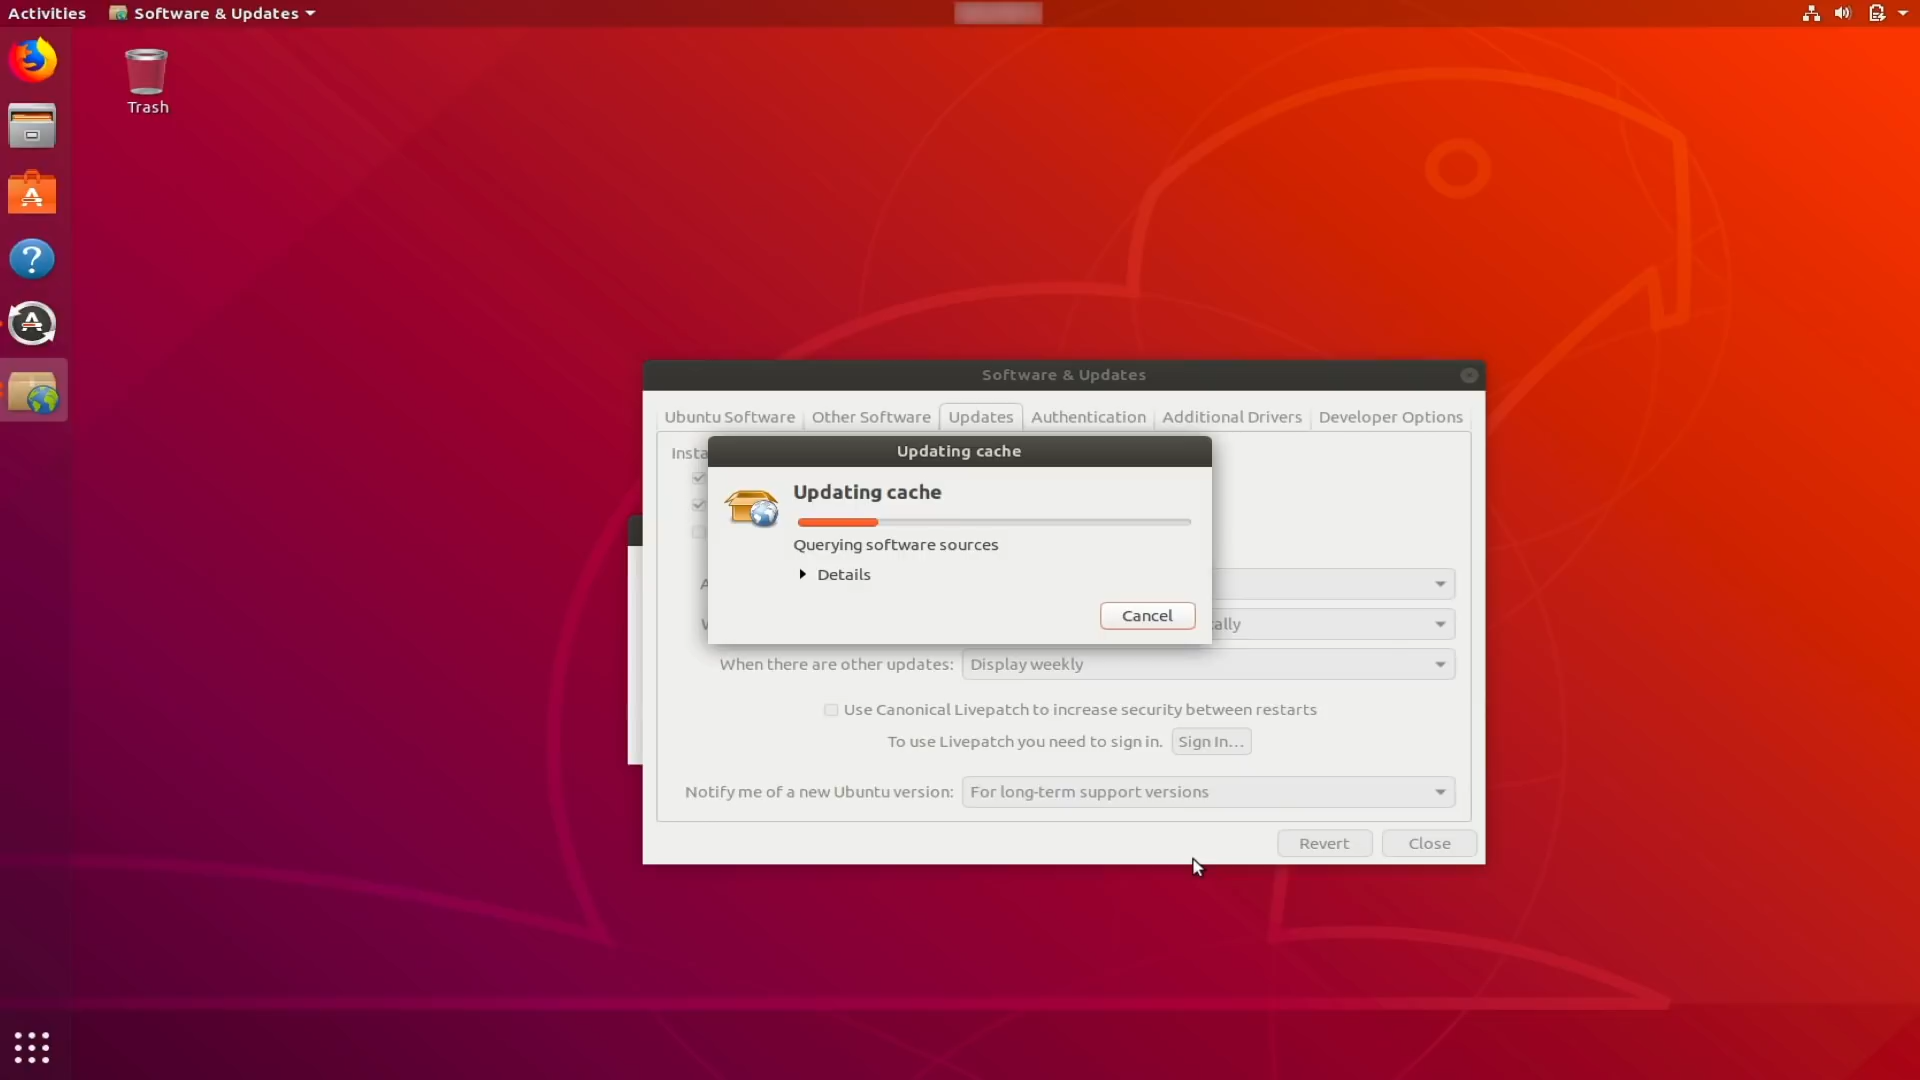 Activities Software & Updates
Trash
Software & Updates
Ubuntu Software Other Software Updates Authentication Additional Drivers Developer Options
Updating cache
Updating cache
Querying software sources
Details
Cancel
When there are other updates: Display weekly
Use Canonical Livepatch to increase security between restarts
To use Livepatch you need to sign in. Sign In...
Notify me of a new Ubuntu version: For long-term support versions
Revert Close